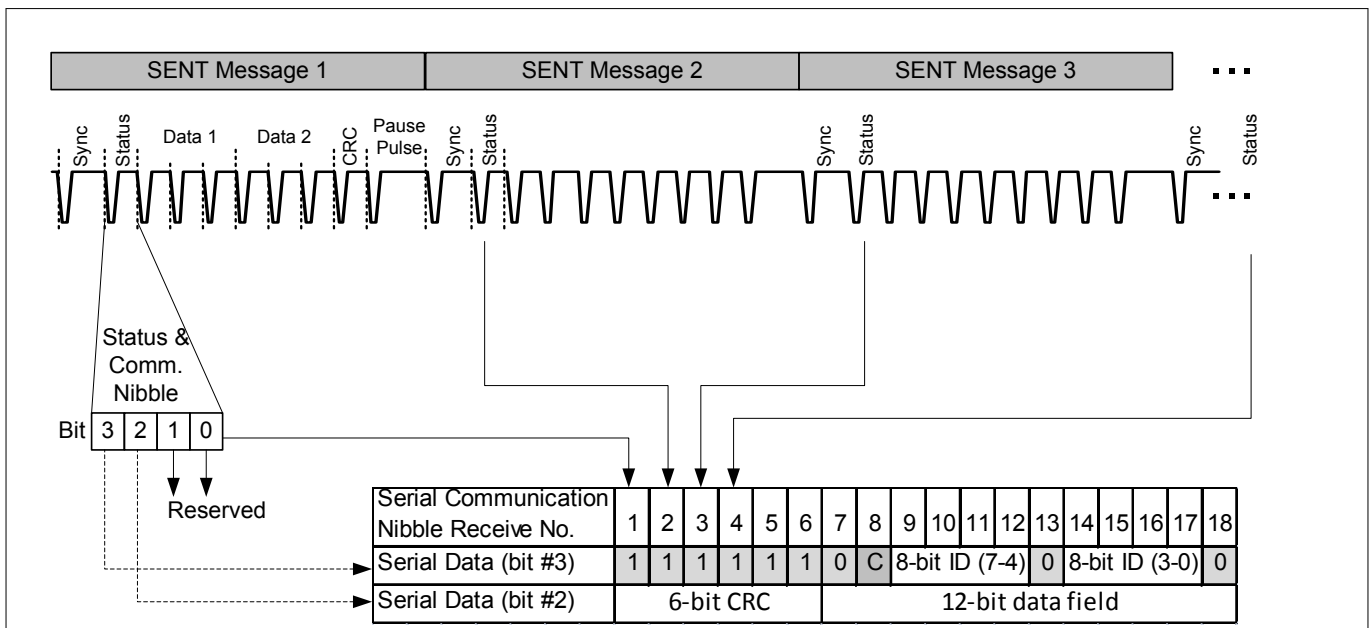 SENT Message 1 SENT Message 2 SENT Message 3 ...
Sync Status Data 1 Data 2 CRC Pause Pulse Sync Status Sync Status Sync Status
...
Status &
Comm.
Nibble
Bit 3 2 1 0
Reserved
Serial Communication
Nibble Receive No. 1 2 3 4 5 6 7 8 9 10 11 12 13 14 15 16 17 18
Serial Data (bit #3) 1 1 1 1 1 1 0 C 8-bit ID (7-4) 0 8-bit ID (3-0) 0
Serial Data (bit #2) 6-bit CRC 12-bit data field